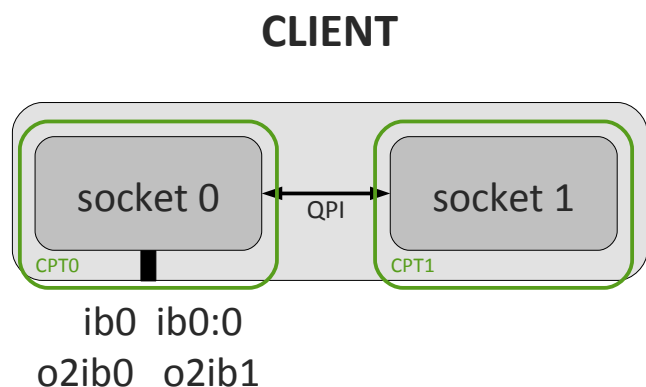 CLIENT
socket 0
QPI
socket 1
CPT0
CPT1
ib0 ib0:0
o2ib0 o2ib1